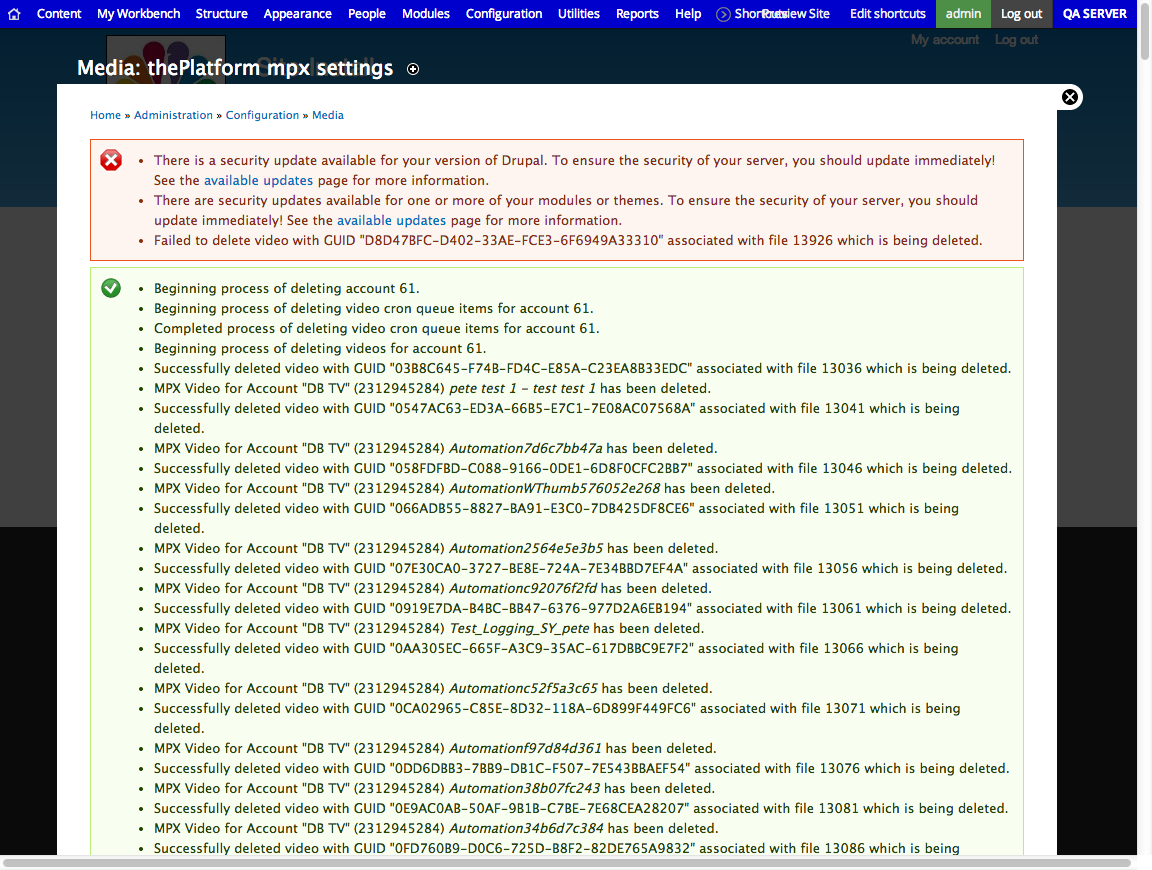 Content My Workbench Structure Appearance People Modules Configuration Utilities Reports Help Shortcuts Preview Site Edit shortcuts admin Log out QA SERVER
My account Log out
Media: thePlatform mpx settings
Home » Administration » Configuration » Media
• There is a security update available for your version of Drupal. To ensure the security of your server, you should update immediately!
See the available updates page for more information.
• There are security updates available for one or more of your modules or themes. To ensure the security of your server, you should
update immediately! See the available updates page for more information.
• Failed to delete video with GUID "D8D47BFC-D402-33AE-FCE3-6F6949A33310" associated with file 13926 which is being deleted.
• Beginning process of deleting account 61.
• Beginning process of deleting video cron queue items for account 61.
• Completed process of deleting video cron queue items for account 61.
• Beginning process of deleting videos for account 61.
• Successfully deleted video with GUID "03B8C645-F74B-FD4C-E85A-C23EA8B33EDC" associated with file 13036 which is being deleted.
• MPX Video for Account "DB TV" (2312945284) pete test 1 - test test 1 has been deleted.
• Successfully deleted video with GUID "0547AC63-ED3A-66B5-E7C1-7E08AC07568A" associated with file 13041 which is being
deleted.
• MPX Video for Account "DB TV" (2312945284) Automation7d6c7bb47a has been deleted.
• Successfully deleted video with GUID "058FDFBD-C088-9166-0DE1-6D8F0CFC2BB7" associated with file 13046 which is being deleted.
• MPX Video for Account "DB TV" (2312945284) AutomationWThumb576052e268 has been deleted.
• Successfully deleted video with GUID "066ADB55-8827-BA91-E3C0-7DB425DF8CE6" associated with file 13051 which is being
deleted.
• MPX Video for Account "DB TV" (2312945284) Automation2564e5e3b5 has been deleted.
• Successfully deleted video with GUID "07E30CA0-3727-BE8E-724A-7E34BBD7EF4A" associated with file 13056 which is being deleted.
• MPX Video for Account "DB TV" (2312945284) Automationc92076f2fd has been deleted.
• Successfully deleted video with GUID "0919E7DA-B4BC-BB47-6376-977D2A6EB194" associated with file 13061 which is being deleted.
• MPX Video for Account "DB TV" (2312945284) Test_Logging_SY_pete has been deleted.
• Successfully deleted video with GUID "0AA305EC-665F-A3C9-35AC-617DBBC9E7F2" associated with file 13066 which is being
deleted.
• MPX Video for Account "DB TV" (2312945284) Automationc52f5a3c65 has been deleted.
• Successfully deleted video with GUID "0CA02965-C85E-8D32-118A-6D899F449FC6" associated with file 13071 which is being
deleted.
• MPX Video for Account "DB TV" (2312945284) Automationf97d84d361 has been deleted.
• Successfully deleted video with GUID "0DD6DBB3-7BB9-DB1C-F507-7E543BBAEF54" associated with file 13076 which is being deleted.
• MPX Video for Account "DB TV" (2312945284) Automation38b07fc243 has been deleted.
• Successfully deleted video with GUID "0E9AC0AB-50AF-9B1B-C7BE-7E68CEA28207" associated with file 13081 which is being deleted.
• MPX Video for Account "DB TV" (2312945284) Automation34b6d7c384 has been deleted.
• Successfully deleted video with GUID "0FD760B9-D0C6-725D-B8F2-82DE765A9832" associated with file 13086 which is being